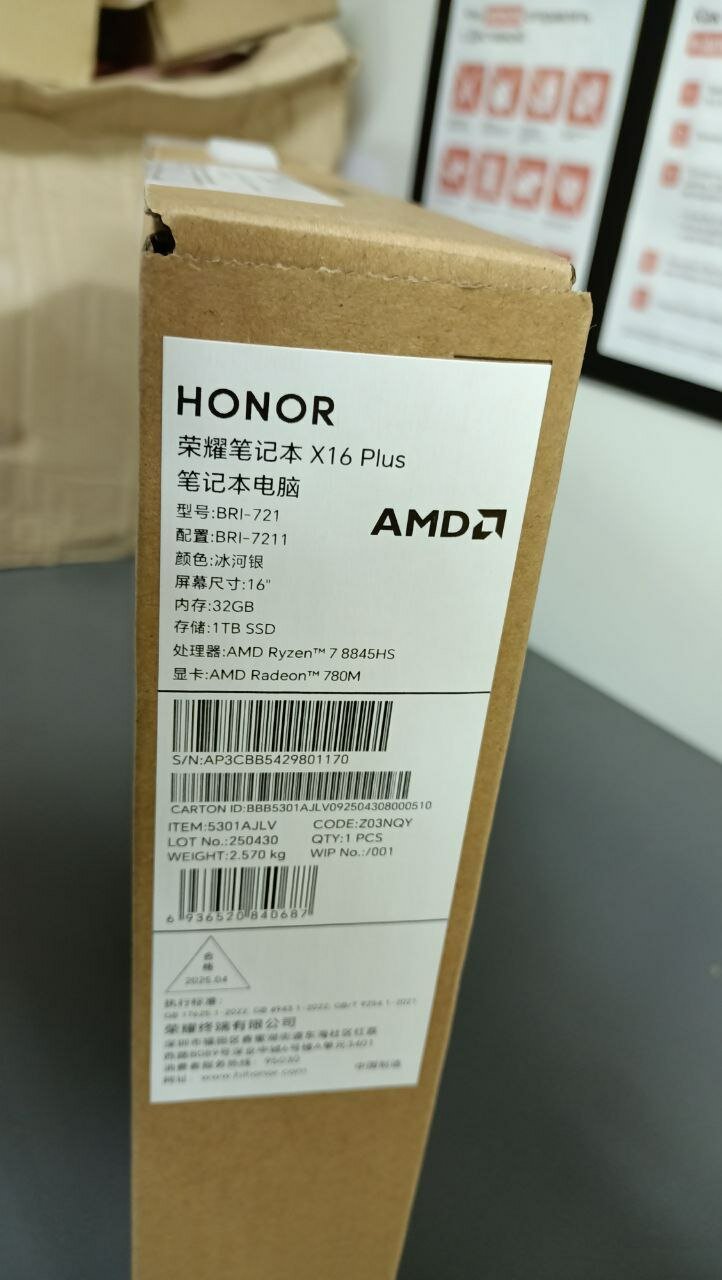 HONOR
荣耀笔记本 X16 Plus
笔记本电脑
型号:BRI-721
配置:BRI-7211
颜色:冰河银
屏幕尺寸:16"
内存:32GB
存储:1TB SSD
处理器:AMD Ryzen™ 7 8845HS
显卡:AMD Radeon™ 780M
AMD
S/N:AP3CBB5429801170
CARTON ID:BBB5301AJLV092504308000510
ITEM:5301AJLV CODE:Z03NQY
LOT No.:250430 QTY:1 PCS
WEIGHT:2.570 kg WIP No.:/001
6 936520 840687
合
格
2025.04
执行标准:
荣耀终端有限公司
www.hihonor.com
中国制造